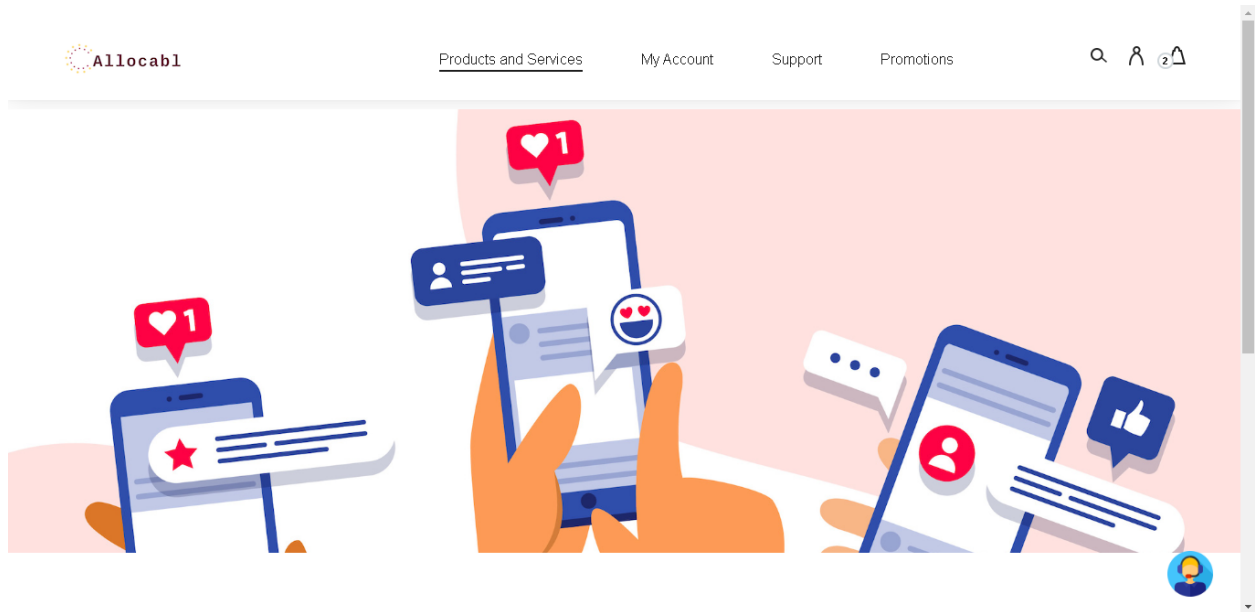 Allocabl
Products and Services
My Account
Support
Promotions
2
1
1